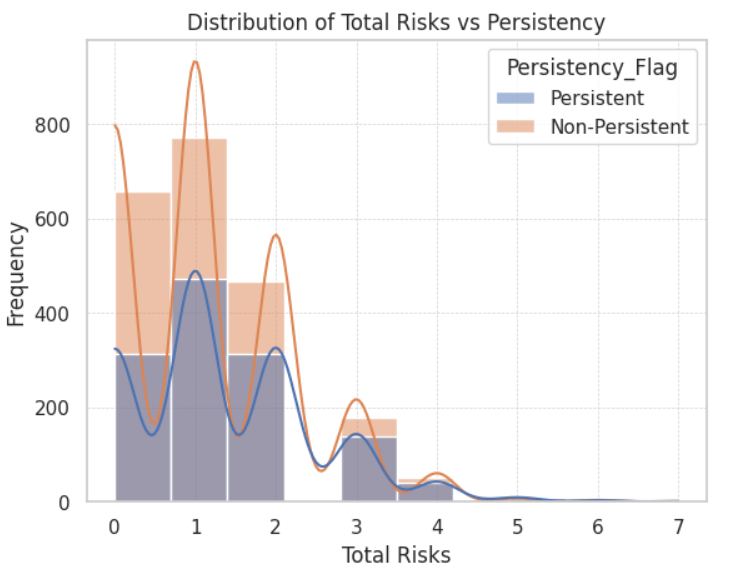 Distribution of Total Risks vs Persistency
Persistency_Flag
Persistent
Non-Persistent
800
600
400
200
0
Frequency
0 1 2 3 4 5 6 7
Total Risks